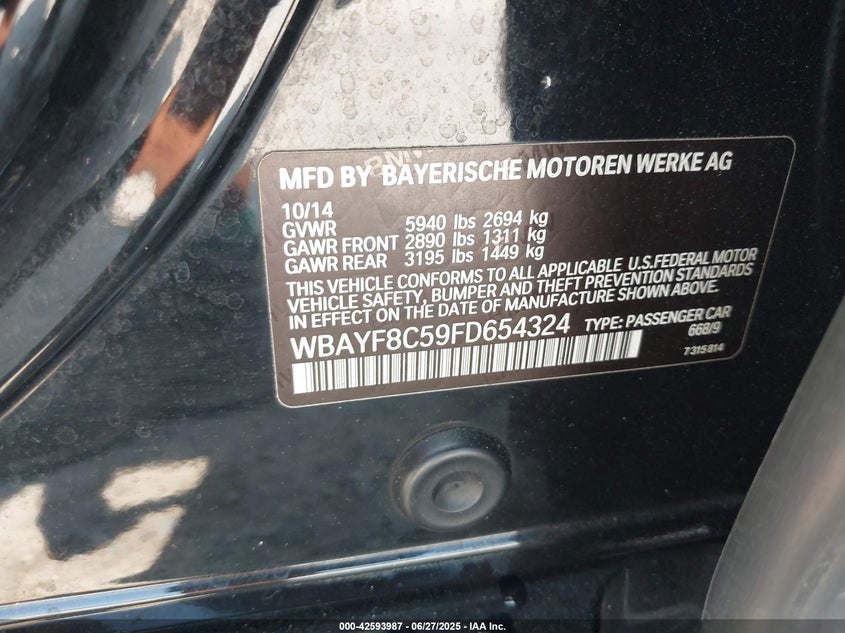 MFD BY BAYERISCHE MOTOREN WERKE AG
10/14
GVWR 5940 lbs 2694 kg
GAWR FRONT 2890 lbs 1311 kg
GAWR REAR 3195 lbs 1449 kg
THIS VEHICLE CONFORMS TO ALL APPLICABLE U.S.FEDERAL MOTOR
VEHICLE SAFETY, BUMPER AND THEFT PREVENTION STANDARDS
IN EFFECT ON THE DATE OF MANUFACTURE SHOWN ABOVE.
WBAYF8C59FD654324 TYPE: PASSENGER CAR
668/9
7315814
000-42593987 - 06/27/2025 - IAA Inc.